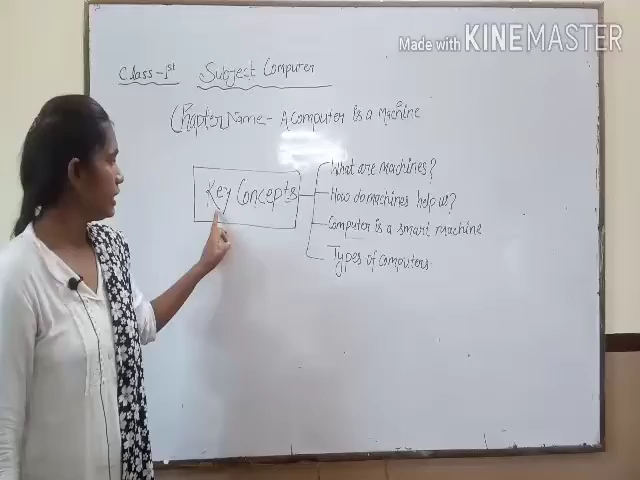 Made with KINEMASTER
Class-1st Subject Computer
Chapter Name- A Computer is a machine
Key Concepts
What are machines?
How do machines help us?
Computer is a smart machine
Types of computers